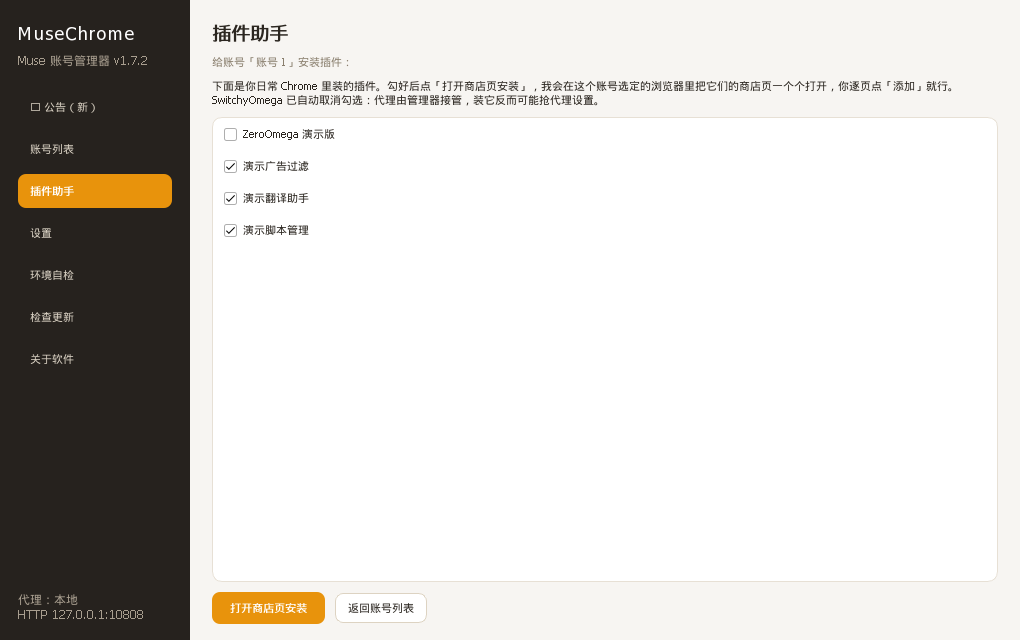 MuseChrome
Muse 账号管理器 v1.7.2
公告（新）
账号列表
插件助手
设置
环境自检
检查更新
关于软件
代理：本地
HTTP 127.0.0.1:10808
插件助手
给账号「账号 1」安装插件：
下面是你日常 Chrome 里装的插件。勾好后点「打开商店页安装」，我会在这个账号选定的浏览器里把它们的商店页一个个打开，你逐页点「添加」就行。
SwitchyOmega 已自动取消勾选：代理由管理器接管，装它反而可能抢代理设置。
ZeroOmega 演示版
演示广告过滤
演示翻译助手
演示脚本管理
打开商店页安装
返回账号列表